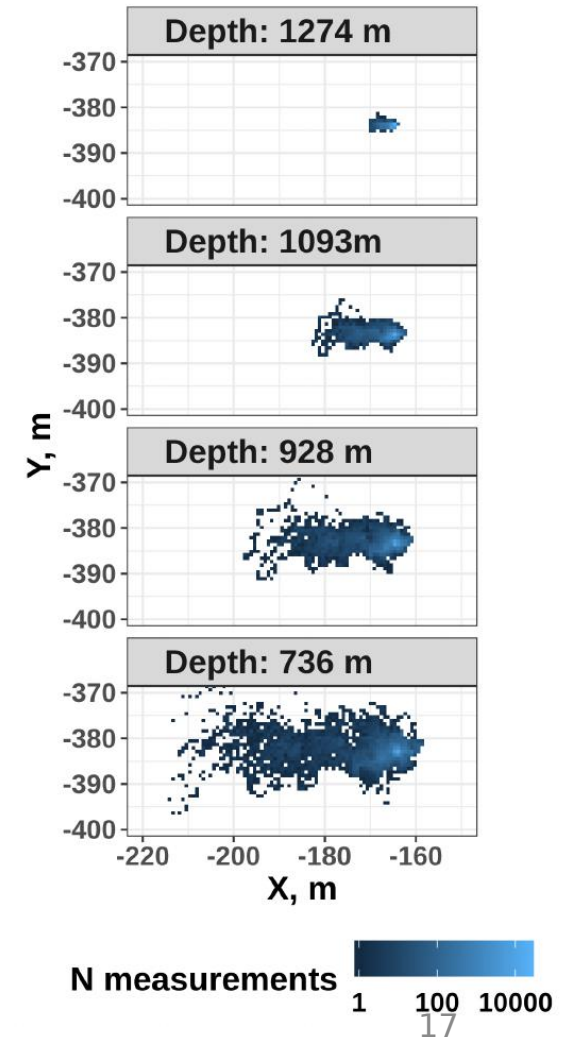 Depth: 1274 m
-370
-380
-390
-400
Depth: 1093m
-370
-380
-390
-400
Depth: 928 m
-370
-380
-390
-400
Depth: 736 m
-370
-380
-390
-400
Y, m
-220 -200 -180 -160
X, m
N measurements
1 100 10000
17